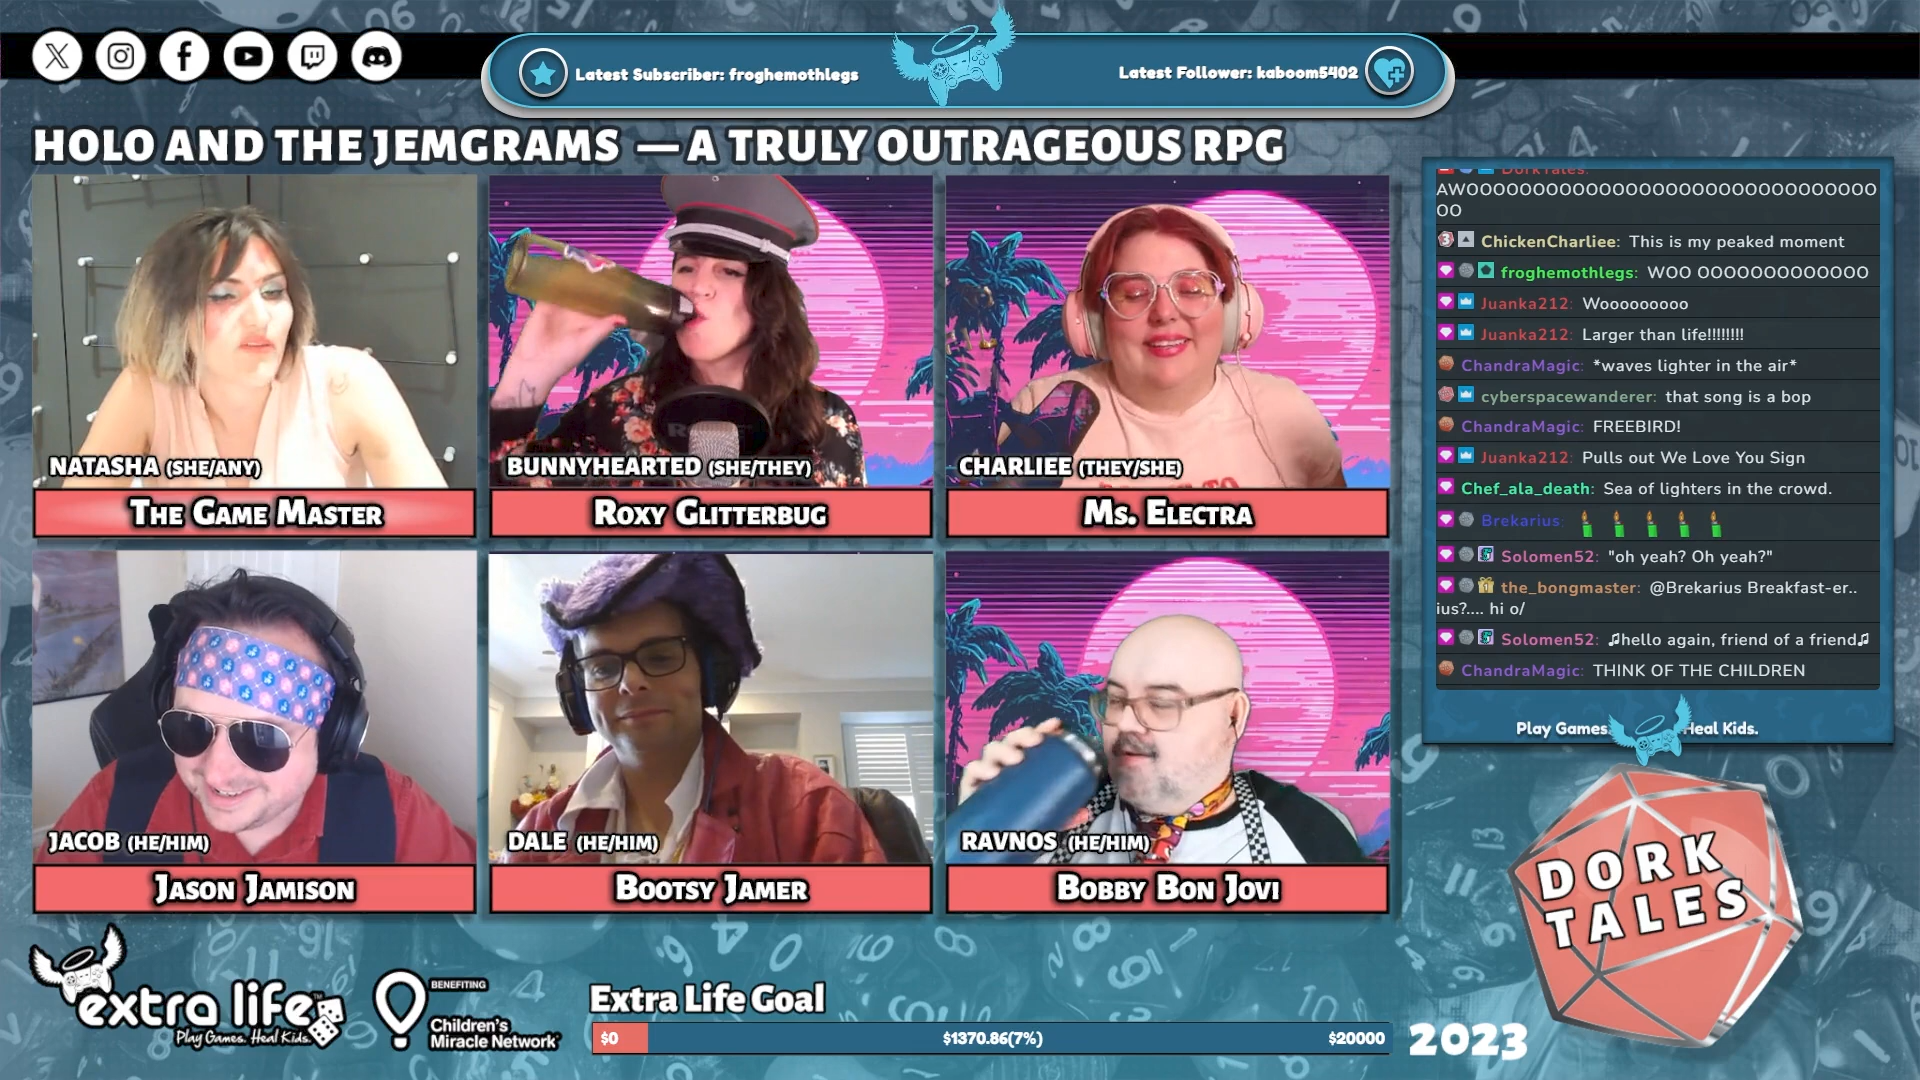 Latest Subscriber: froghemothlegs
Latest Follower: kaboom5402
HOLO AND THE JEMGRAMS — A TRULY OUTRAGEOUS RPG
NATASHA (SHE/ANY)
THE GAME MASTER
BUNNYHEARTED (SHE/THEY)
ROXY GLITTERBUG
CHARLIEE (THEY/SHE)
MS. ELECTRA
JACOB (HE/HIM)
JASON JAMISON
DALE (HE/HIM)
BOOTSY JAMER
RAVNOS (HE/HIM)
BOBBY BON JOVI
DorkTales:
AWOOOOOOOOOOOOOOOOOOOOOOOOOOOOOOOO
OO
ChickenCharliee: This is my peaked moment
froghemothlegs: WOO OOOOOOOOOOOOO
Juanka212: Wooooooooo
Juanka212: Larger than life!!!!!!!!
ChandraMagic: *waves lighter in the air*
cyberspacewanderer: that song is a bop
ChandraMagic: FREEBIRD!
Juanka212: Pulls out We Love You Sign
Chef_ala_death: Sea of lighters in the crowd.
Brekarius:
Solomen52: "oh yeah? Oh yeah?"
the_bongmaster: @Brekarius Breakfast-er..
ius?.... hi o/
Solomen52: ♫hello again, friend of a friend♫
ChandraMagic: THINK OF THE CHILDREN
Play Games. Heal Kids.
DORK
TALES
extra life
Play Games. Heal Kids.
BENEFITING
Children's
Miracle Network
Extra Life Goal
$0 $1370.86(7%) $20000
2023